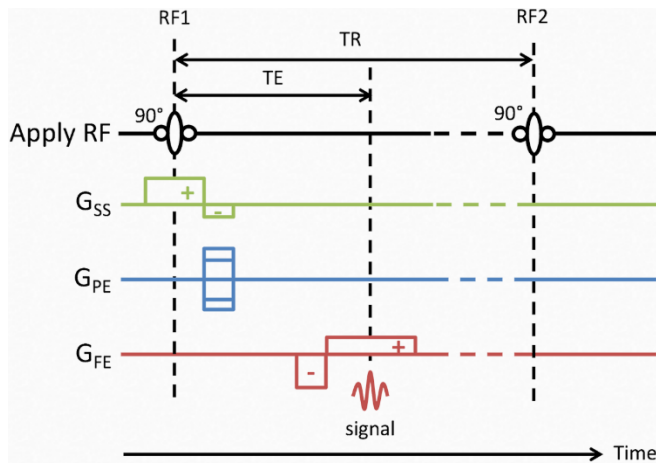 RF1
RF2
TR
TE
90°
90°
Apply RF
G_SS
+
-
G_PE
G_FE
-
+
signal
Time